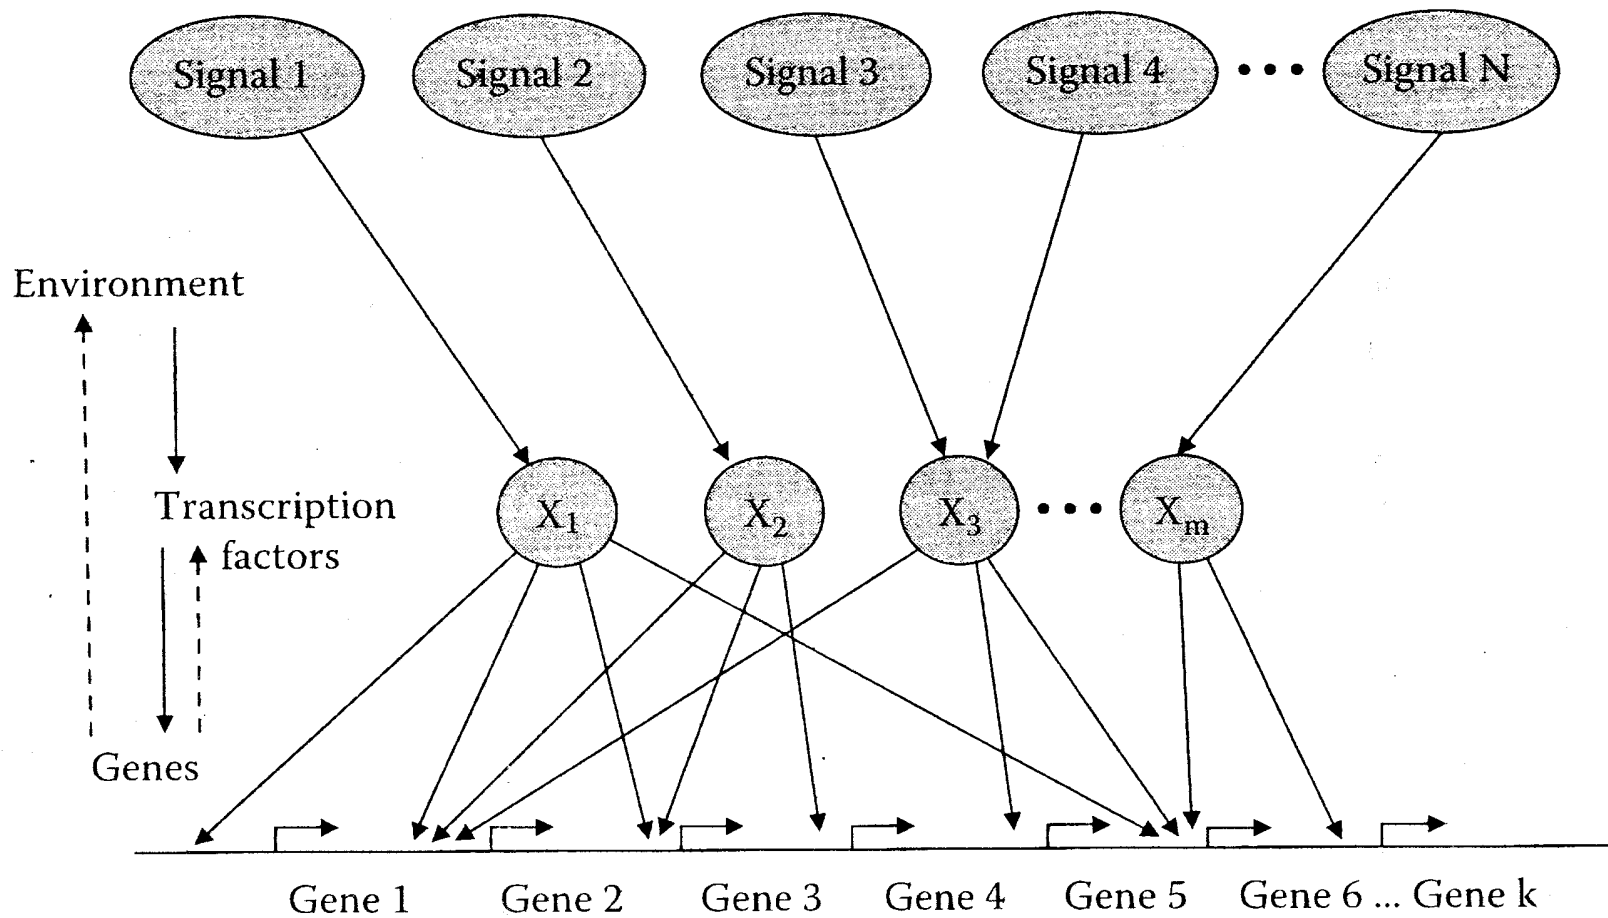 Signal 1 Signal 2 Signal 3 Signal 4 ••• Signal N
Environment
Transcription
factors
X₁ X₂ X₃ ••• Xₘ
Genes
Gene 1 Gene 2 Gene 3 Gene 4 Gene 5 Gene 6 ... Gene k